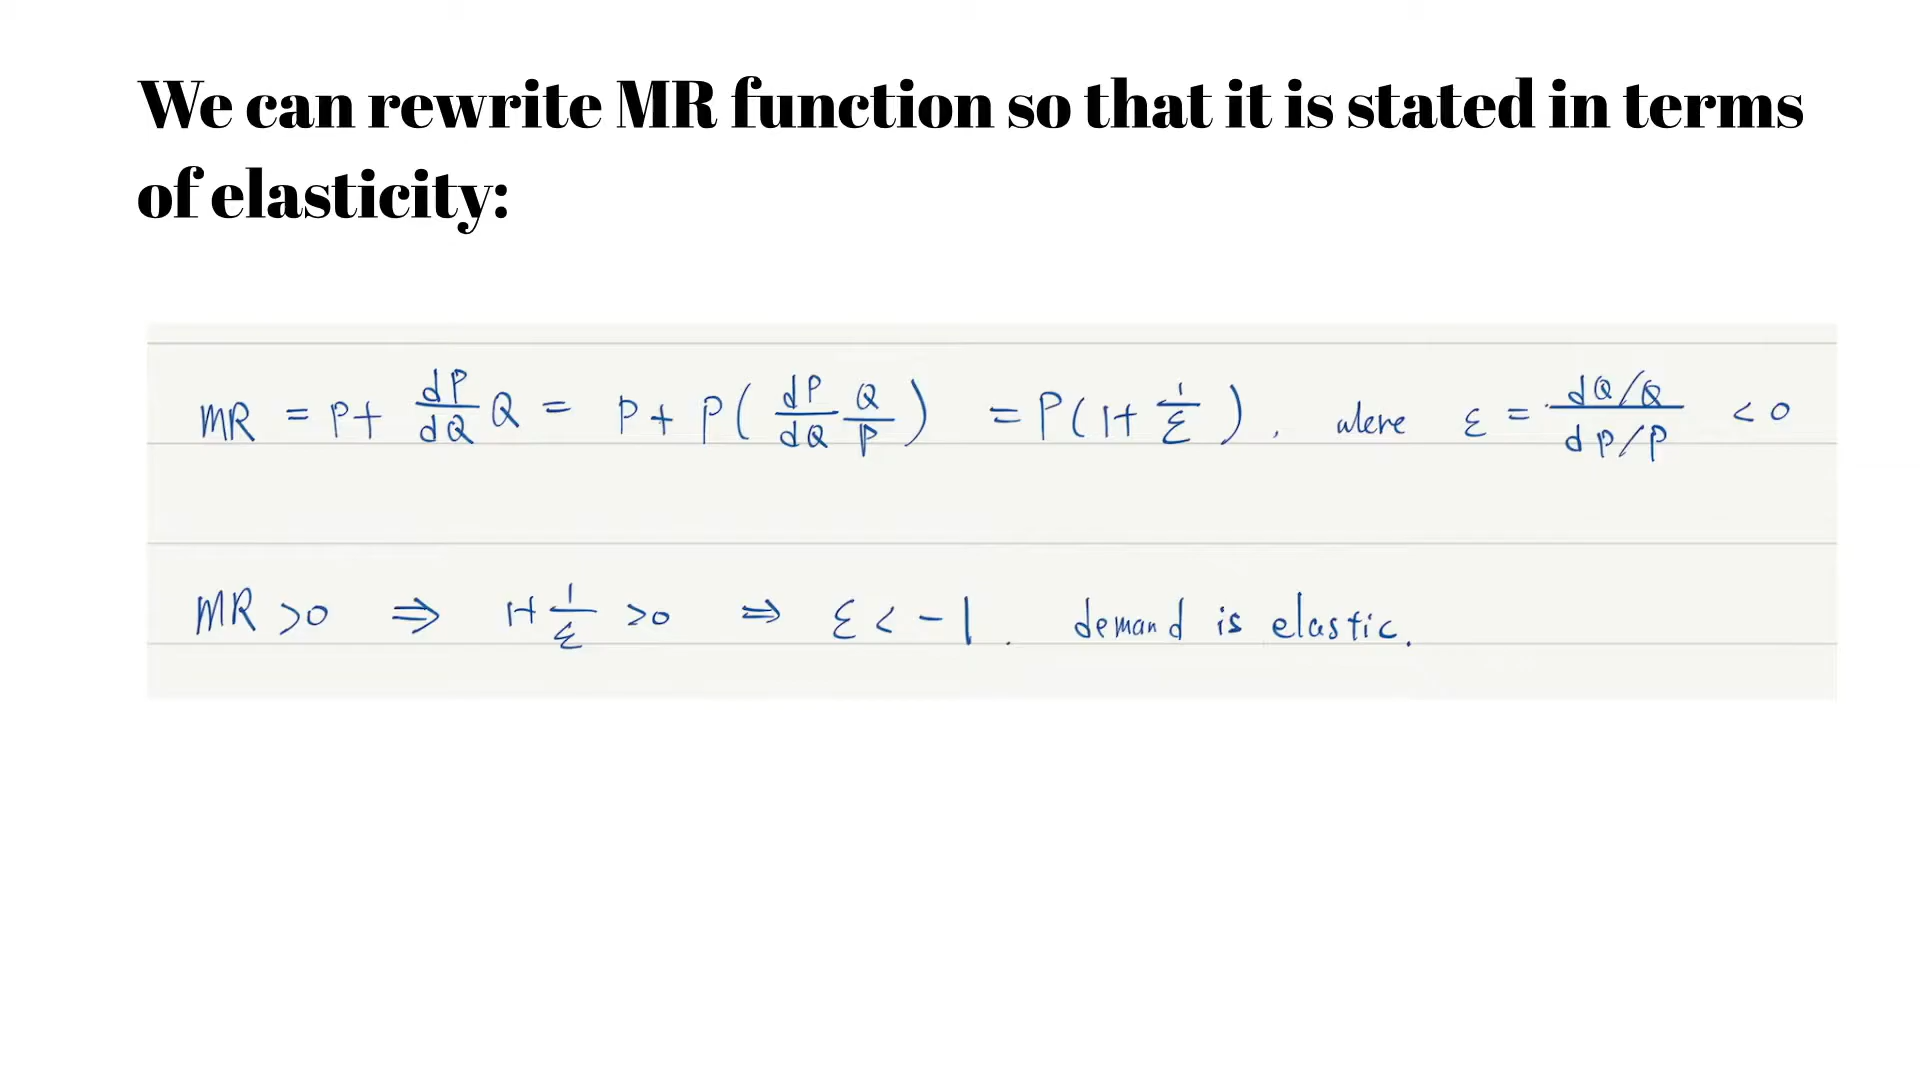 We can rewrite MR function so that it is stated in terms
of elasticity:
MR = P + dP/dQ Q = P + P ( dP/dQ Q/P ) = P ( 1 + 1/ε ) , where ε = dQ/Q / dP/P < 0
MR > 0 ⇒ 1 + 1/ε > 0 ⇒ ε < -1 . demand is elastic.